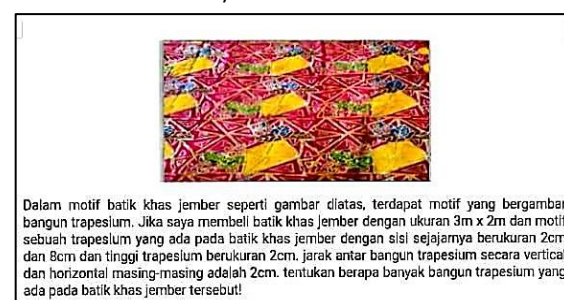 Dalam motif batik khas jember seperti gambar diatas, terdapat motif yang bergambar
bangun trapesium. Jika saya membeli batik khas jember dengan ukuran 3m x 2m dan motif
sebuah trapesium yang ada pada batik khas jember dengan sisi sejajarnya berukuran 2cm
dan 8cm dan tinggi trapesium berukuran 2cm. jarak antar bangun trapesium secara vertical
dan horizontal masing-masing adalah 2cm. tentukan berapa banyak bangun trapesium yang
ada pada batik khas jember tersebut!